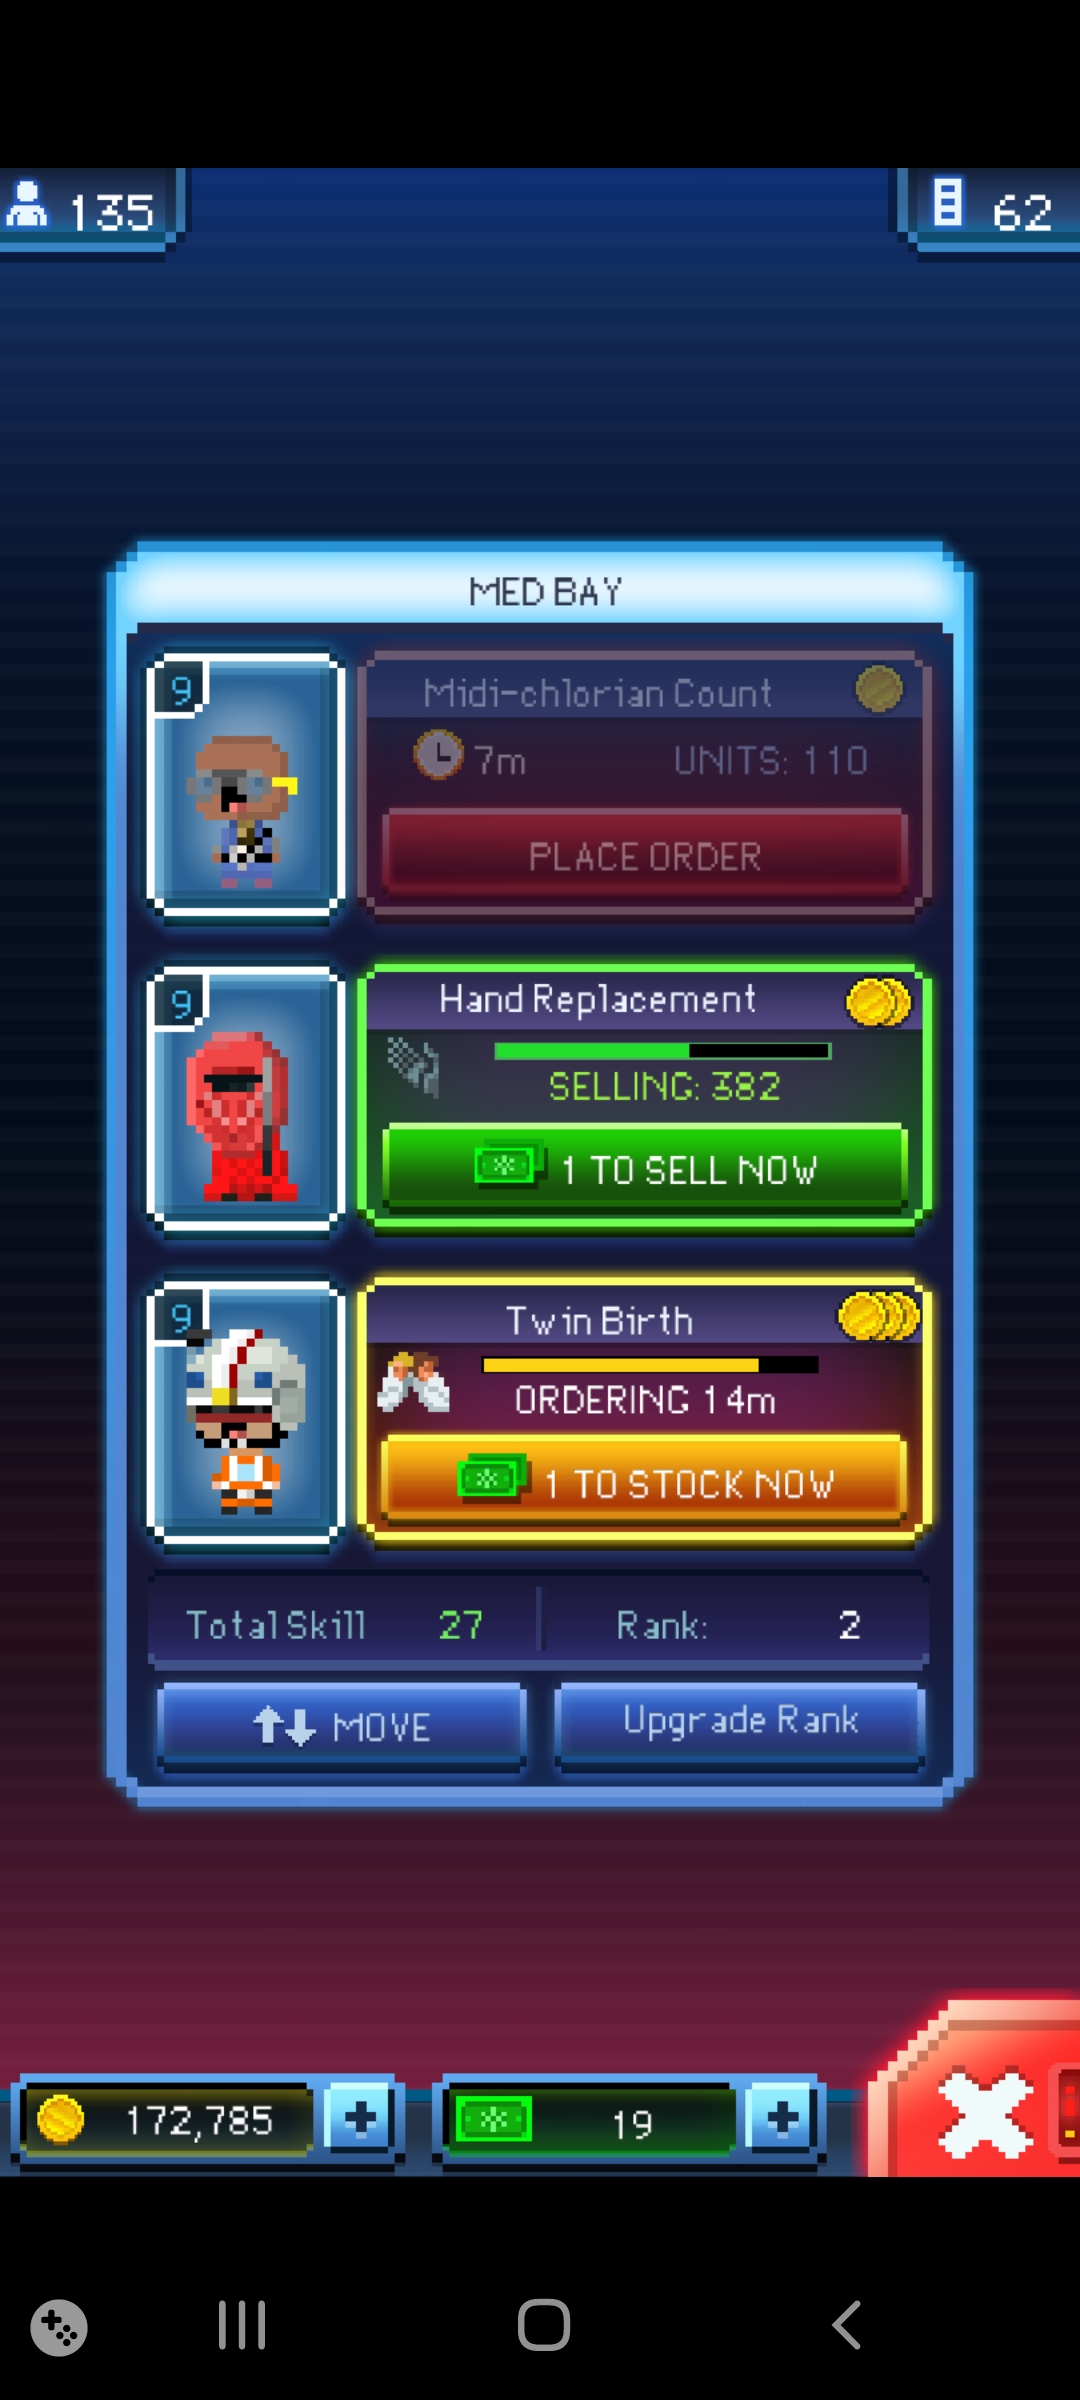 135
62
MED BAY
9
Midi-chlorian Count
7m
UNITS: 110
PLACE ORDER
9
Hand Replacement
SELLING: 382
1 TO SELL NOW
9
Twin Birth
ORDERING 14m
1 TO STOCK NOW
Total Skill 27
Rank: 2
MOVE
Upgrade Rank
172,785
19